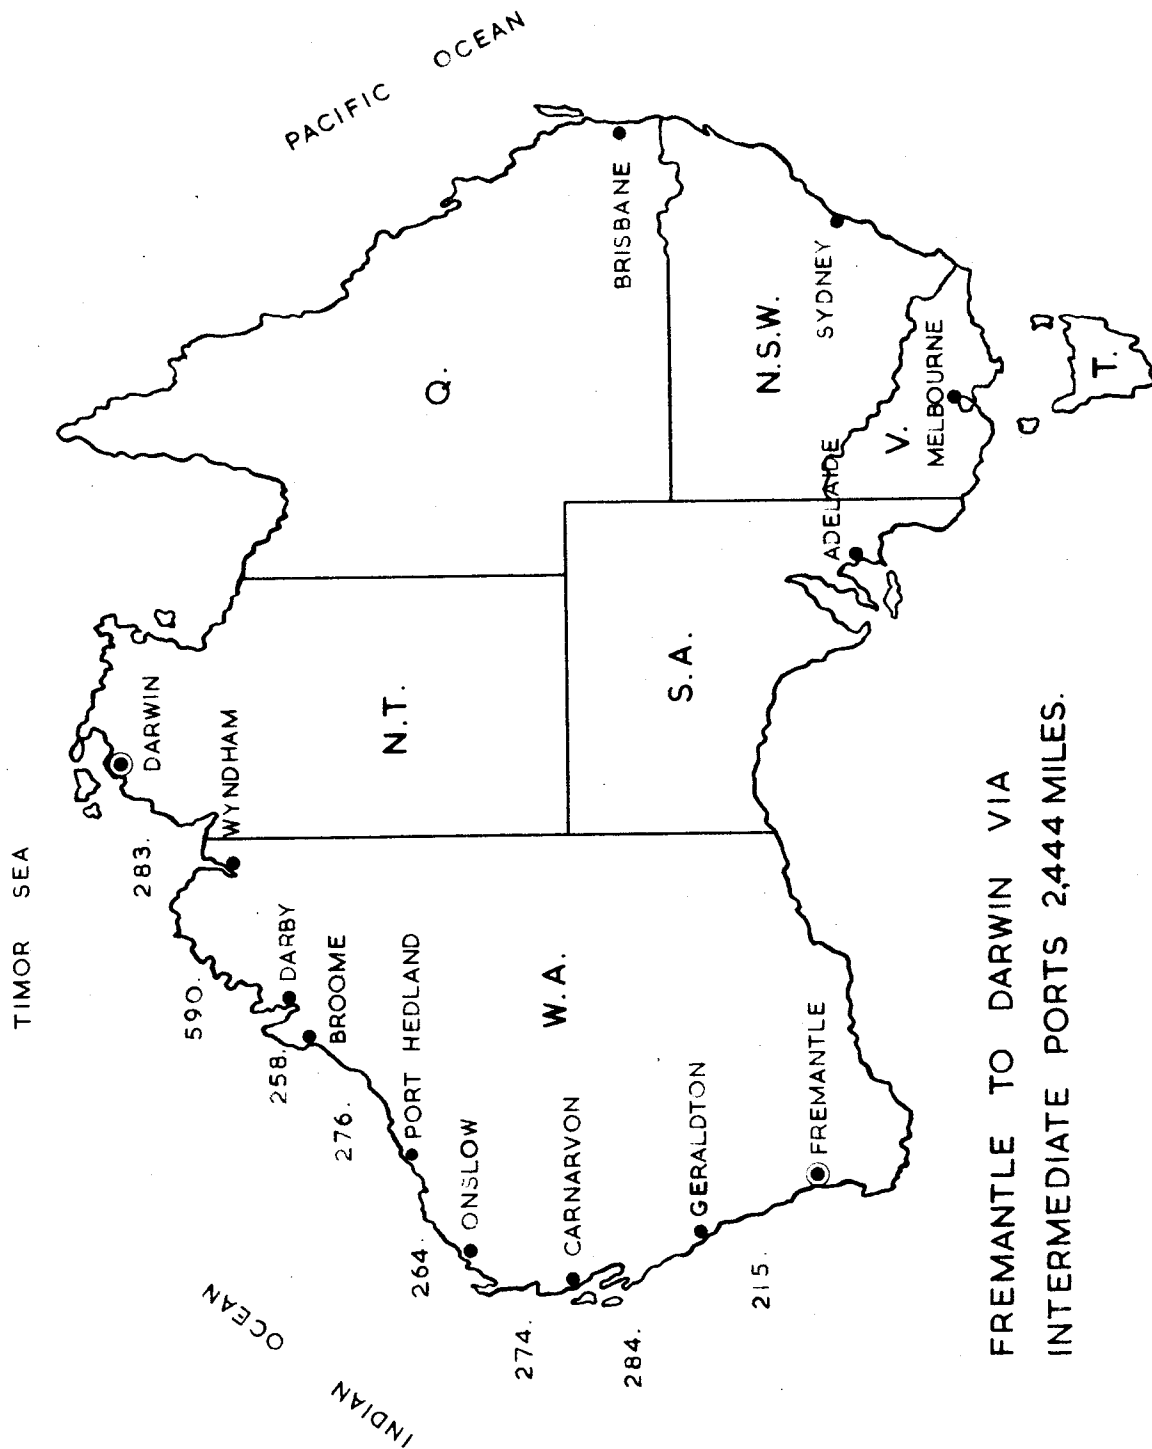 TIMOR SEA
PACIFIC OCEAN
INDIAN OCEAN
DARWIN
283.
WYNDHAM
590.
DARBY
258.
BROOME
276.
PORT HEDLAND
264.
ONSLOW
274.
CARNARVON
284.
GERALDTON
215.
FREMANTLE
W.A.
N.T.
S.A.
Q.
N.S.W.
V.
T.
BRISBANE
SYDNEY
MELBOURNE
ADELAIDE
FREMANTLE TO DARWIN VIA
INTERMEDIATE PORTS 2,444 MILES.